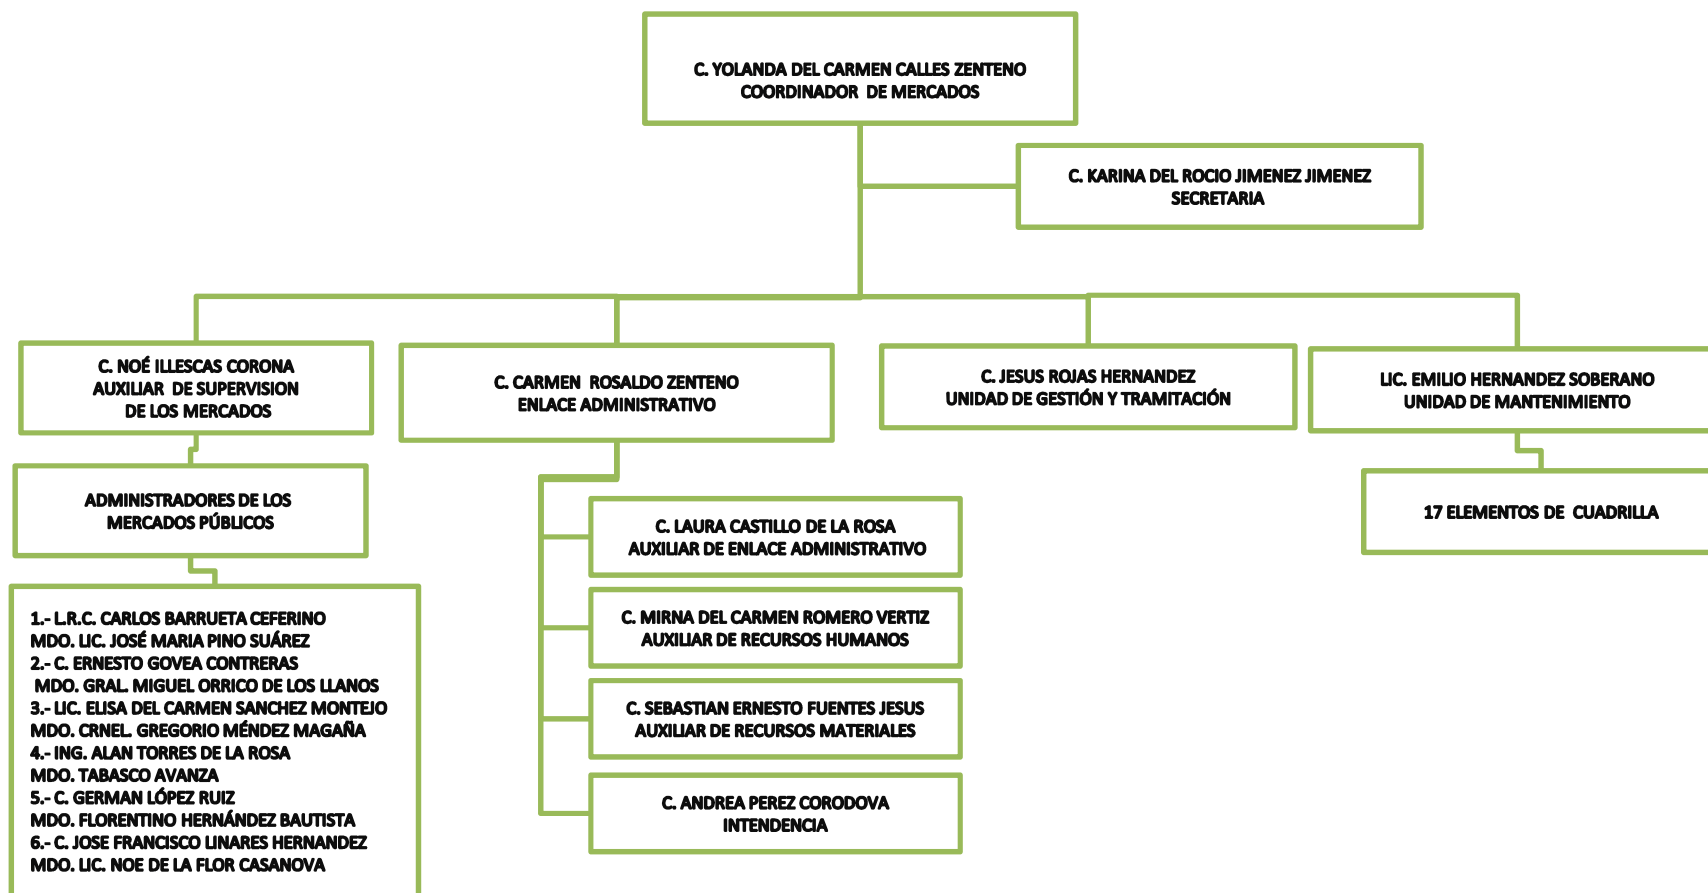 C. YOLANDA DEL CARMEN CALLES ZENTENO
COORDINADOR DE MERCADOS
C. KARINA DEL ROCIO JIMENEZ JIMENEZ
SECRETARIA
C. NOÉ ILLESCAS CORONA
AUXILIAR DE SUPERVISION
DE LOS MERCADOS
C. CARMEN ROSALDO ZENTENO
ENLACE ADMINISTRATIVO
C. JESUS ROJAS HERNANDEZ
UNIDAD DE GESTIÓN Y TRAMITACIÓN
LIC. EMILIO HERNANDEZ SOBERANO
UNIDAD DE MANTENIMIENTO
ADMINISTRADORES DE LOS
MERCADOS PÚBLICOS
17 ELEMENTOS DE CUADRILLA
C. LAURA CASTILLO DE LA ROSA
AUXILIAR DE ENLACE ADMINISTRATIVO
C. MIRNA DEL CARMEN ROMERO VERTIZ
AUXILIAR DE RECURSOS HUMANOS
C. SEBASTIAN ERNESTO FUENTES JESUS
AUXILIAR DE RECURSOS MATERIALES
C. ANDREA PEREZ CORODOVA
INTENDENCIA
1.- L.R.C. CARLOS BARRUETA CEFERINO
MDO. LIC. JOSÉ MARIA PINO SUÁREZ
2.- C. ERNESTO GOVEA CONTRERAS
MDO. GRAL. MIGUEL ORRICO DE LOS LLANOS
3.- LIC. ELISA DEL CARMEN SANCHEZ MONTEJO
MDO. CRNEL. GREGORIO MÉNDEZ MAGAÑA
4.- ING. ALAN TORRES DE LA ROSA
MDO. TABASCO AVANZA
5.- C. GERMAN LÓPEZ RUIZ
MDO. FLORENTINO HERNÁNDEZ BAUTISTA
6.- C. JOSE FRANCISCO LINARES HERNANDEZ
MDO. LIC. NOE DE LA FLOR CASANOVA